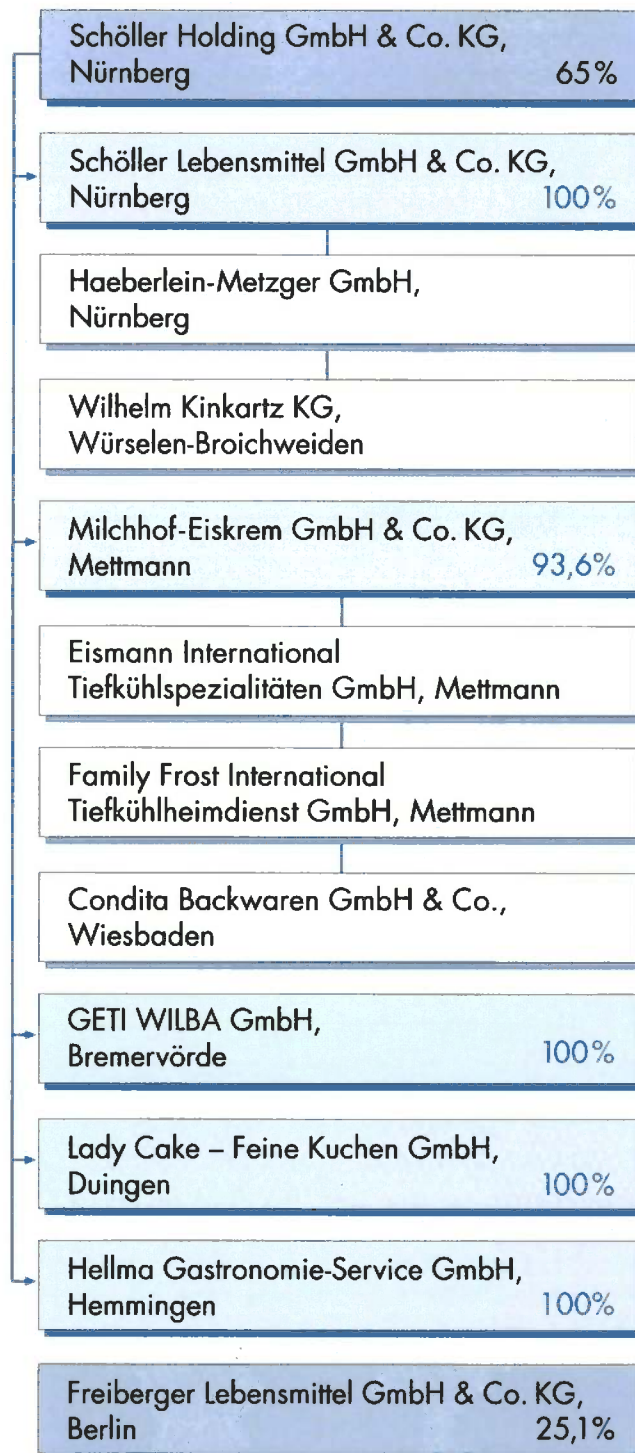 Schöller Holding GmbH & Co. KG,
Nürnberg 65%
Schöller Lebensmittel GmbH & Co. KG,
Nürnberg 100%
Haeberlein-Metzger GmbH,
Nürnberg
Wilhelm Kinkartz KG,
Würselen-Broichweiden
Milchhof-Eiskrem GmbH & Co. KG,
Mettmann 93,6%
Eismann International
Tiefkühlspezialitäten GmbH, Mettmann
Family Frost International
Tiefkühlheimdienst GmbH, Mettmann
Condita Backwaren GmbH & Co.,
Wiesbaden
GETI WILBA GmbH,
Bremervörde 100%
Lady Cake – Feine Kuchen GmbH,
Duingen 100%
Hellma Gastronomie-Service GmbH,
Hemmingen 100%
Freiberger Lebensmittel GmbH & Co. KG,
Berlin 25,1%